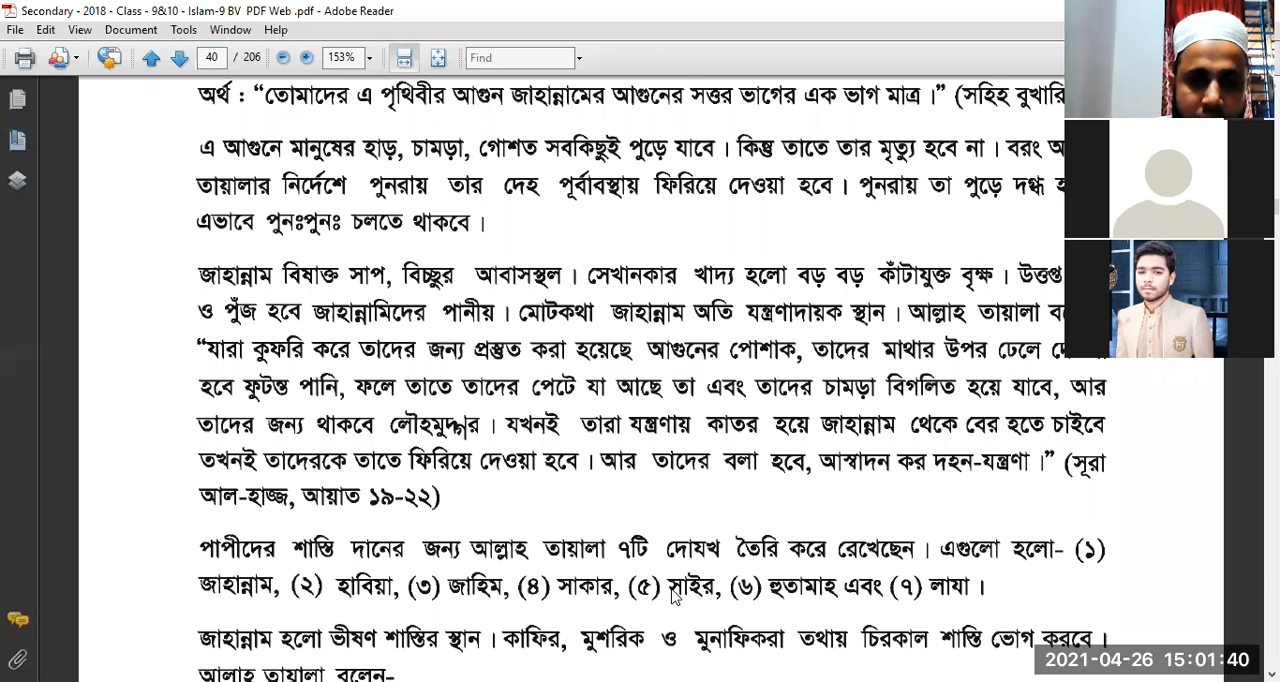 Secondary - 2018 - Class - 9&10 - Islam-9 BV PDF Web .pdf - Adobe Reader
File Edit View Document Tools Window Help
40 / 206 153% Find
অর্থ : “তোমাদের এ পৃথিবীর আগুন জাহান্নামের আগুনের সত্তর ভাগের এক ভাগ মাত্র।” (সহিহ বুখারি
এ আগুনে মানুষের হাড়, চামড়া, গোশত সবকিছুই পুড়ে যাবে। কিন্তু তাতে তার মৃত্যু হবে না। বরং
তায়ালার নির্দেশে পুনরায় তার দেহ পূর্বাবস্থায় ফিরিয়ে দেওয়া হবে। পুনরায় তা পুড়ে দগ্ধ
এভাবে পুনঃপুনঃ চলতে থাকবে।
জাহান্নাম বিষাক্ত সাপ, বিচ্ছুর আবাসস্থল। সেখানকার খাদ্য হলো বড় বড় কাঁটাযুক্ত বৃক্ষ। উত্তপ্ত
ও পুঁজ হবে জাহান্নামিদের পানীয়। মোটকথা জাহান্নাম অতি যন্ত্রণাদায়ক স্থান। আল্লাহ তায়ালা
“যারা কুফরি করে তাদের জন্য প্রস্তুত করা হয়েছে আগুনের পোশাক, তাদের মাথার উপর ঢেলে
হবে ফুটন্ত পানি, ফলে তাতে তাদের পেটে যা আছে তা এবং তাদের চামড়া বিগলিত হয়ে যাবে, আর
তাদের জন্য থাকবে লৌহমুদ্গর। যখনই তারা যন্ত্রণায় কাতর হয়ে জাহান্নাম থেকে বের হতে চাইবে
তখনই তাদেরকে তাতে ফিরিয়ে দেওয়া হবে। আর তাদের বলা হবে, আস্বাদন কর দহন-যন্ত্রণা।” (সূরা
আল-হাজ্জ, আয়াত ১৯-২২)
পাপীদের শাস্তি দানের জন্য আল্লাহ তায়ালা ৭টি দোযখ তৈরি করে রেখেছেন। এগুলো হলো- (১)
জাহান্নাম, (২) হাবিয়া, (৩) জাহিম, (৪) সাকার, (৫) সাইর, (৬) হুতামাহ এবং (৭) লাযা।
জাহান্নাম হলো ভীষণ শাস্তির স্থান। কাফির, মুশরিক ও মুনাফিকরা তথায় চিরকাল শাস্তি ভোগ করবে।
আল্লাহ তায়ালা বলেন-
2021-04-26 15:01:40